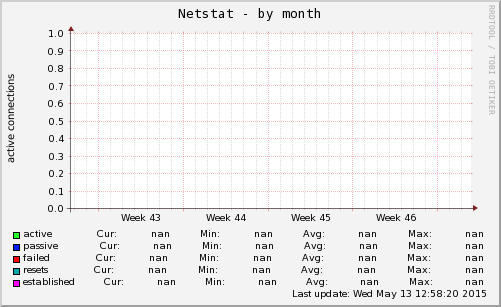 Netstat - by month
RRDTOOL / TOBI OETIKER
active connections
1.0
0.9
0.8
0.7
0.6
0.5
0.4
0.3
0.2
0.1
0.0
Week 43 Week 44 Week 45 Week 46
active Cur: nan Min: nan Avg: nan Max: nan
passive Cur: nan Min: nan Avg: nan Max: nan
failed Cur: nan Min: nan Avg: nan Max: nan
resets Cur: nan Min: nan Avg: nan Max: nan
established Cur: nan Min: nan Avg: nan Max: nan
Last update: Wed May 13 12:58:20 2015